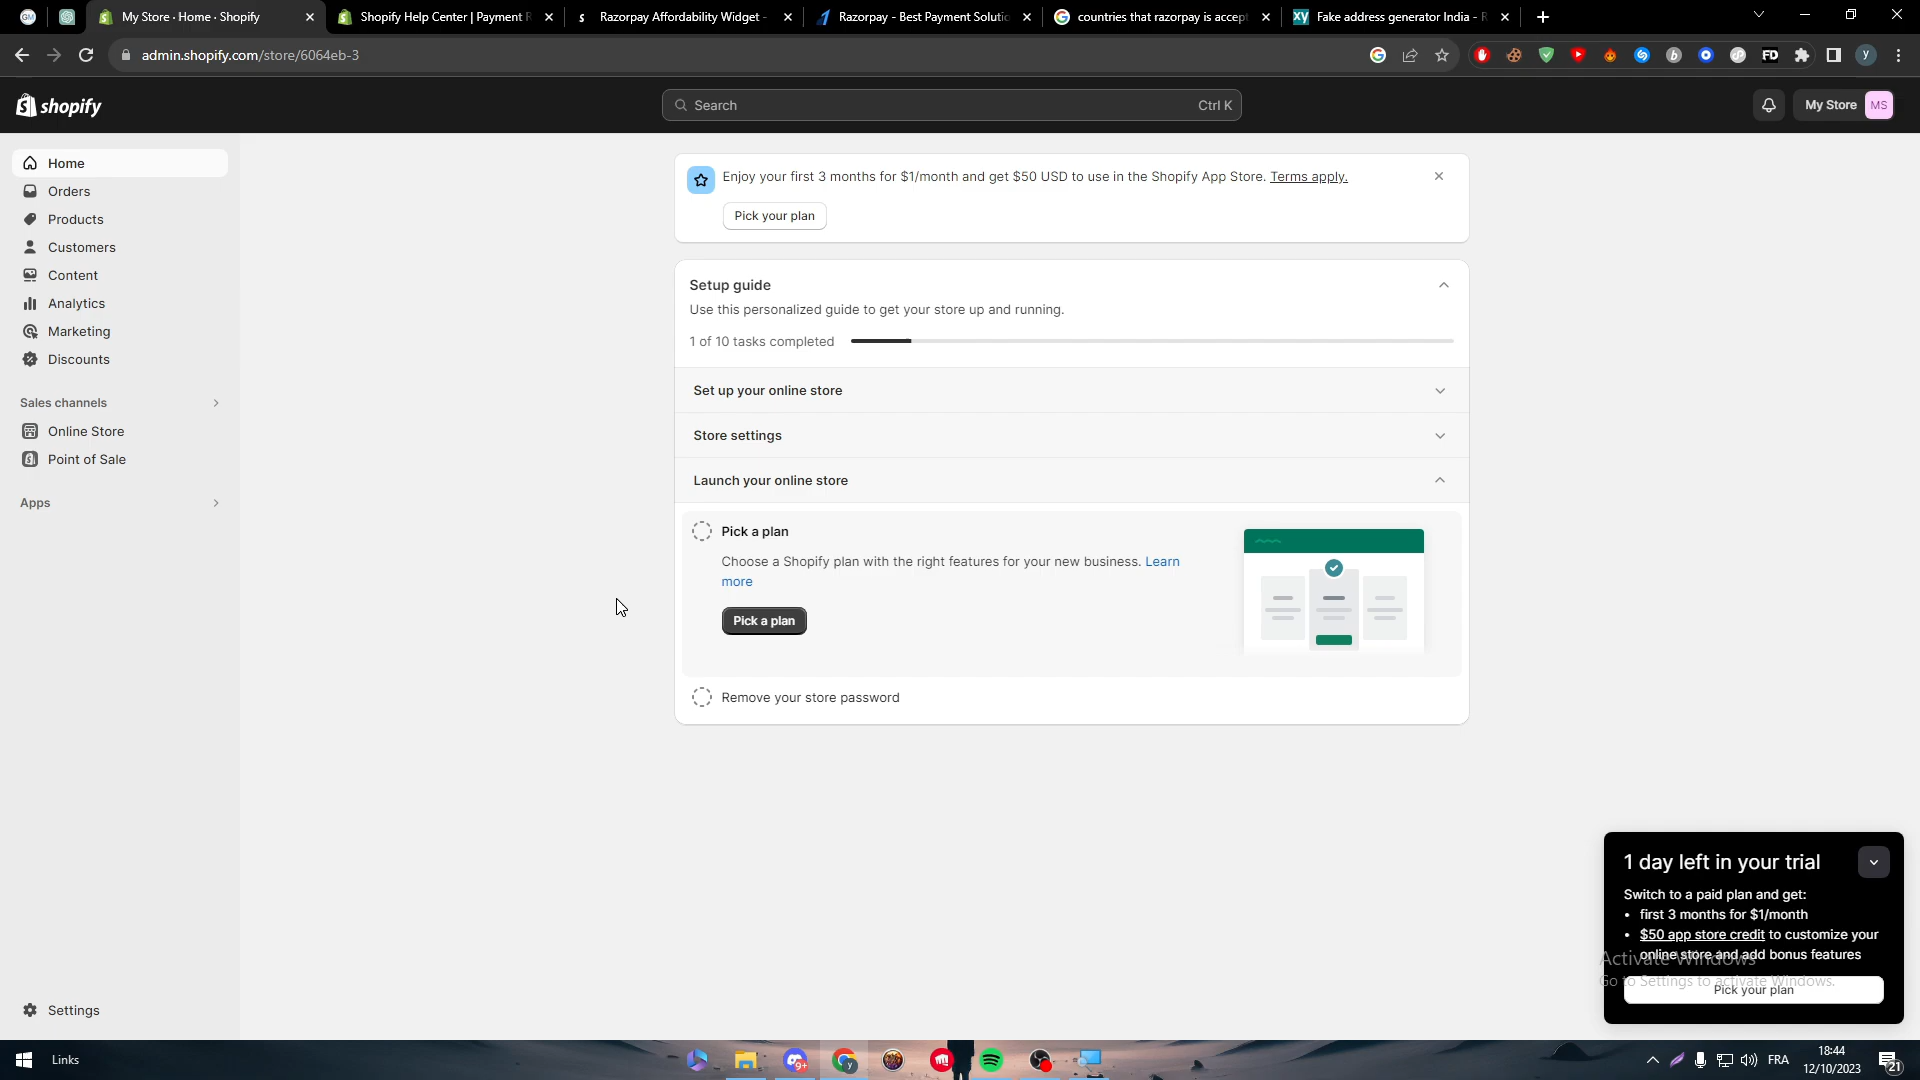 My Store · Home · Shopify
Shopify Help Center | Payment R
Razorpay Affordability Widget -
Razorpay - Best Payment Soluti
countries that razorpay is accept
Fake address generator India - R
admin.shopify.com/store/6064eb-3
shopify
Search
Ctrl K
My Store
MS
Home
Orders
Products
Customers
Content
Analytics
Marketing
Discounts
Sales channels
Online Store
Point of Sale
Apps
Settings
Enjoy your first 3 months for $1/month and get $50 USD to use in the Shopify App Store. Terms apply.
Pick your plan
Setup guide
Use this personalized guide to get your store up and running.
1 of 10 tasks completed
Set up your online store
Store settings
Launch your online store
Pick a plan
Choose a Shopify plan with the right features for your new business. Learn
more
Pick a plan
Remove your store password
1 day left in your trial
Switch to a paid plan and get:
• first 3 months for $1/month
• $50 app store credit to customize your
online store and add bonus features
Pick your plan
Activate Windows
Go to Settings to activate Windows.
Links
FRA
18:44
12/10/2023
21